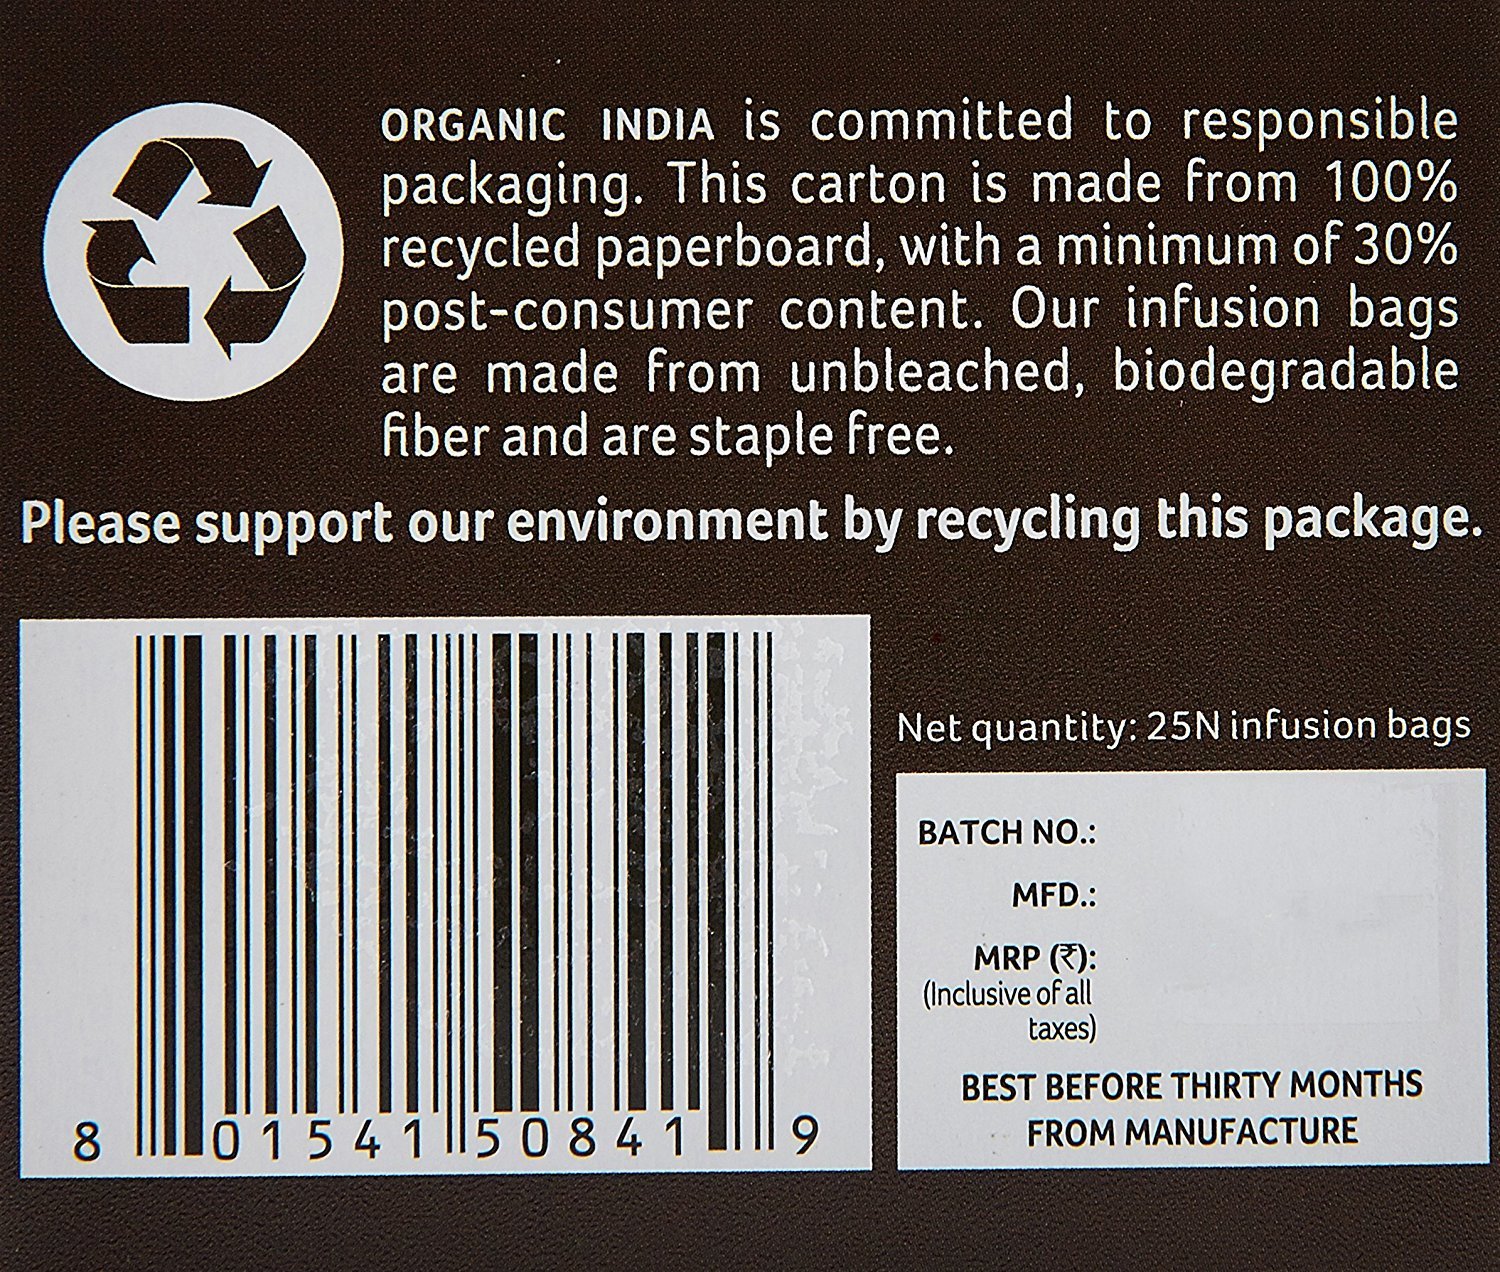 ORGANIC INDIA is committed to responsible
packaging. This carton is made from 100%
recycled paperboard, with a minimum of 30%
post-consumer content. Our infusion bags
are made from unbleached, biodegradable
fiber and are staple free.
Please support our environment by recycling this package.
8 01541 50841 9
Net quantity: 25N infusion bags
BATCH NO.:
MFD.:
MRP (₹):
(Inclusive of all
taxes)
BEST BEFORE THIRTY MONTHS
FROM MANUFACTURE